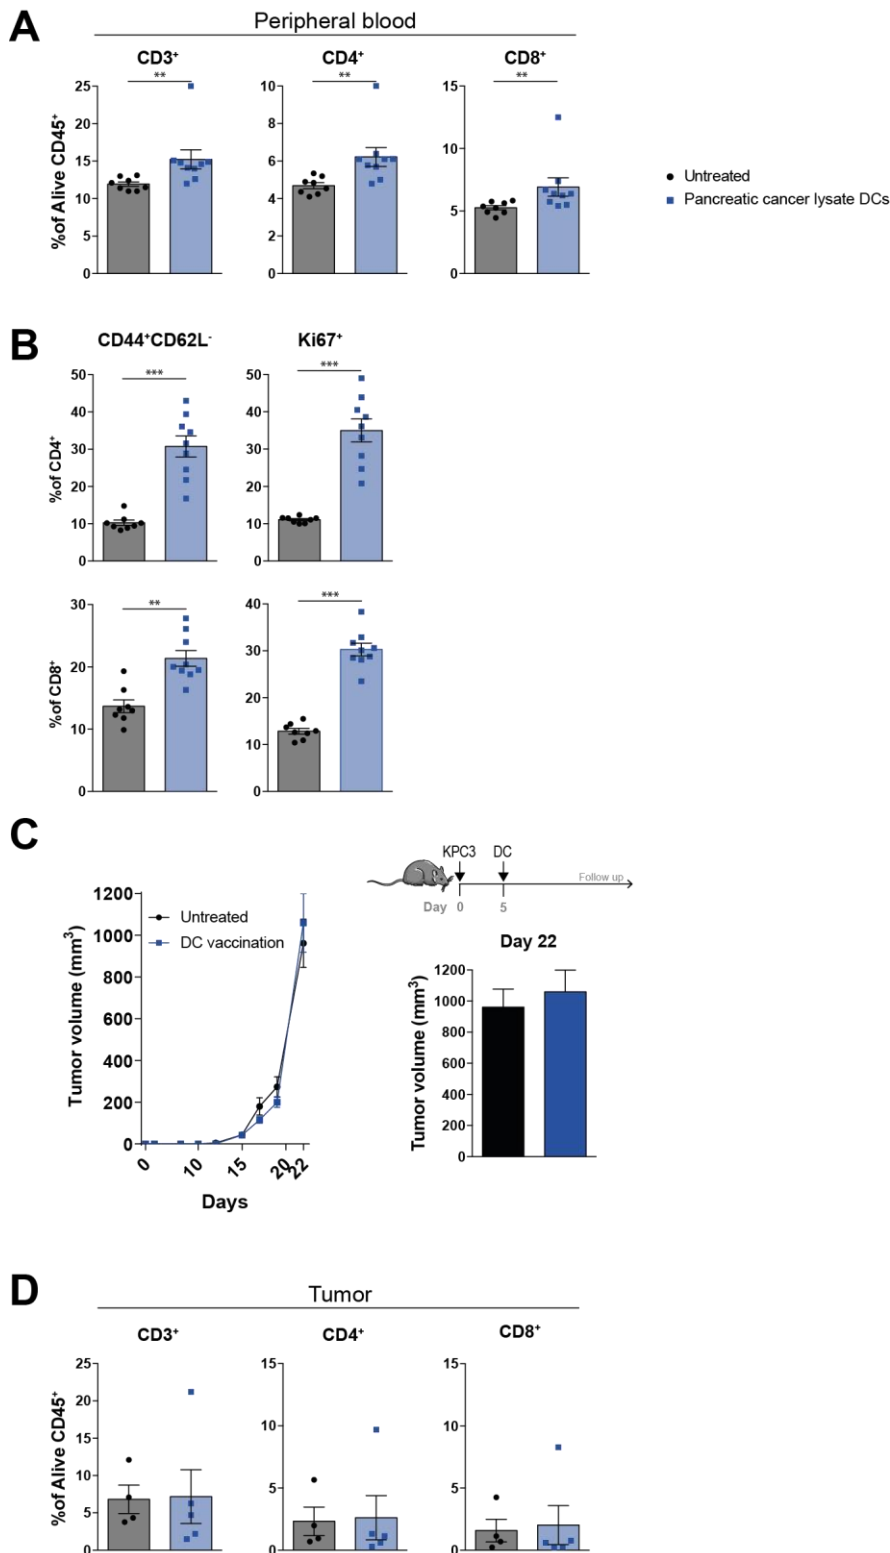 A
Peripheral blood
CD3⁺
CD4⁺
CD8⁺
**
**
**
%of Alive CD45⁺
25
20
15
10
5
0
10
8
6
4
2
0
15
10
5
0
Untreated
Pancreatic cancer lysate DCs
B
CD44⁺CD62L⁻
Ki67⁺
***
***
%of CD4⁺
50
40
30
20
10
0
50
40
30
20
10
0
**
***
%of CD8⁺
30
20
10
0
40
30
20
10
0
C
KPC3 DC
Follow up
Day 0 5
Tumor volume (mm³)
1200
1000
800
600
400
200
0
Untreated
DC vaccination
0 10 15 20 22
Days
Day 22
Tumor volume (mm³)
1200
1000
800
600
400
200
0
D
Tumor
CD3⁺
CD4⁺
CD8⁺
%of Alive CD45⁺
25
20
15
10
5
0
15
10
5
0
15
10
5
0